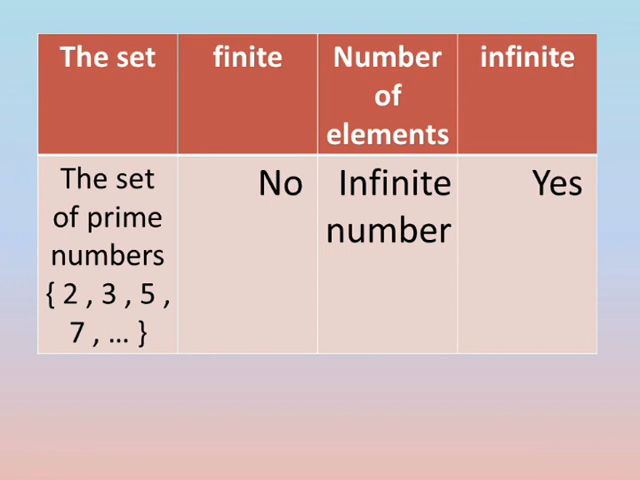 The set
finite
Number
of
elements
infinite
The set
of prime
numbers
{ 2 , 3 , 5 ,
7 , ... }
No
Infinite
number
Yes